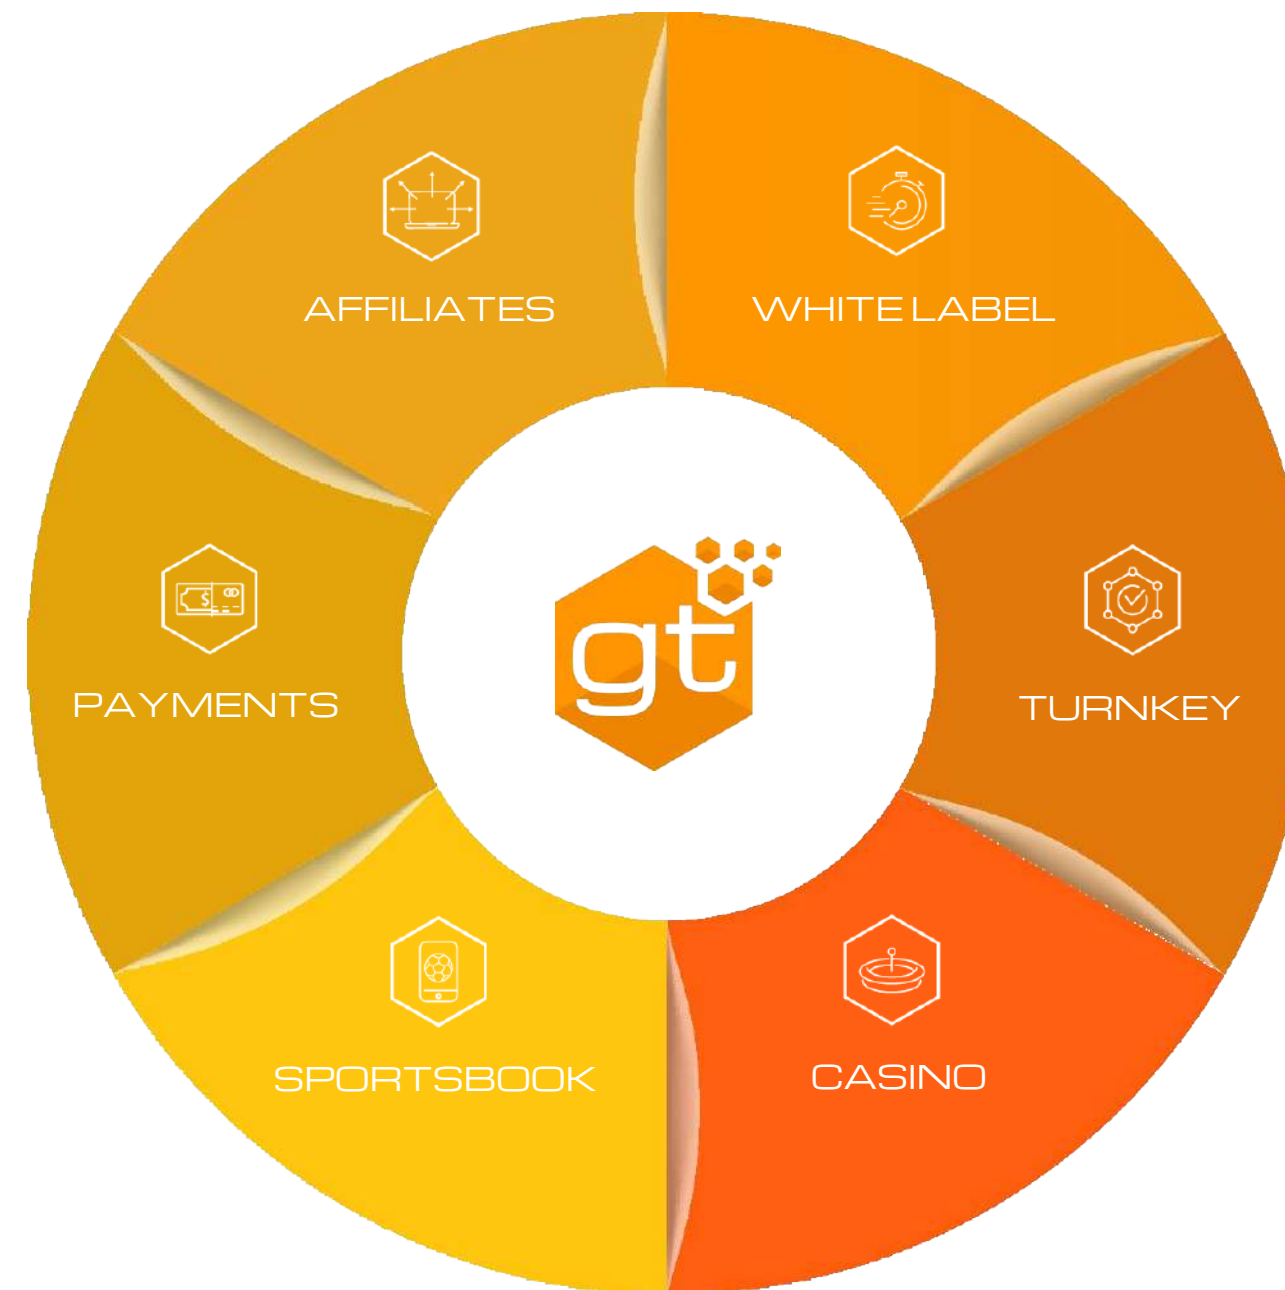 AFFILIATES
WHITE LABEL
PAYMENTS
$
gt
TURNKEY
SPORTSBOOK
CASINO